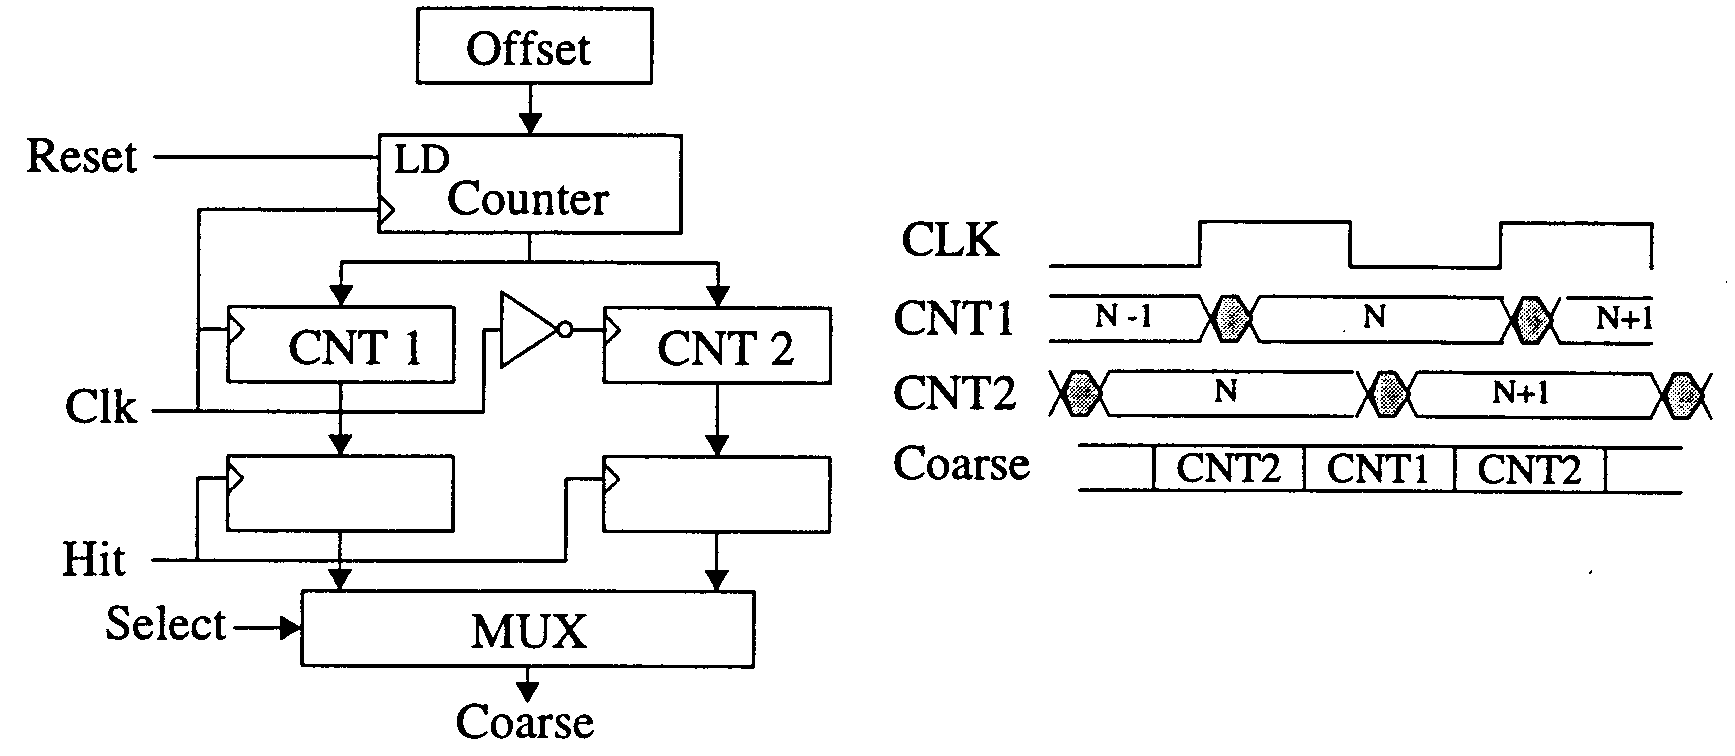 Offset
Reset
LD
Counter
CNT 1
CNT 2
Clk
Hit
Select
MUX
Coarse
CLK
CNT1
N -1
N
N+1
CNT2
N
N+1
Coarse
CNT2
CNT1
CNT2